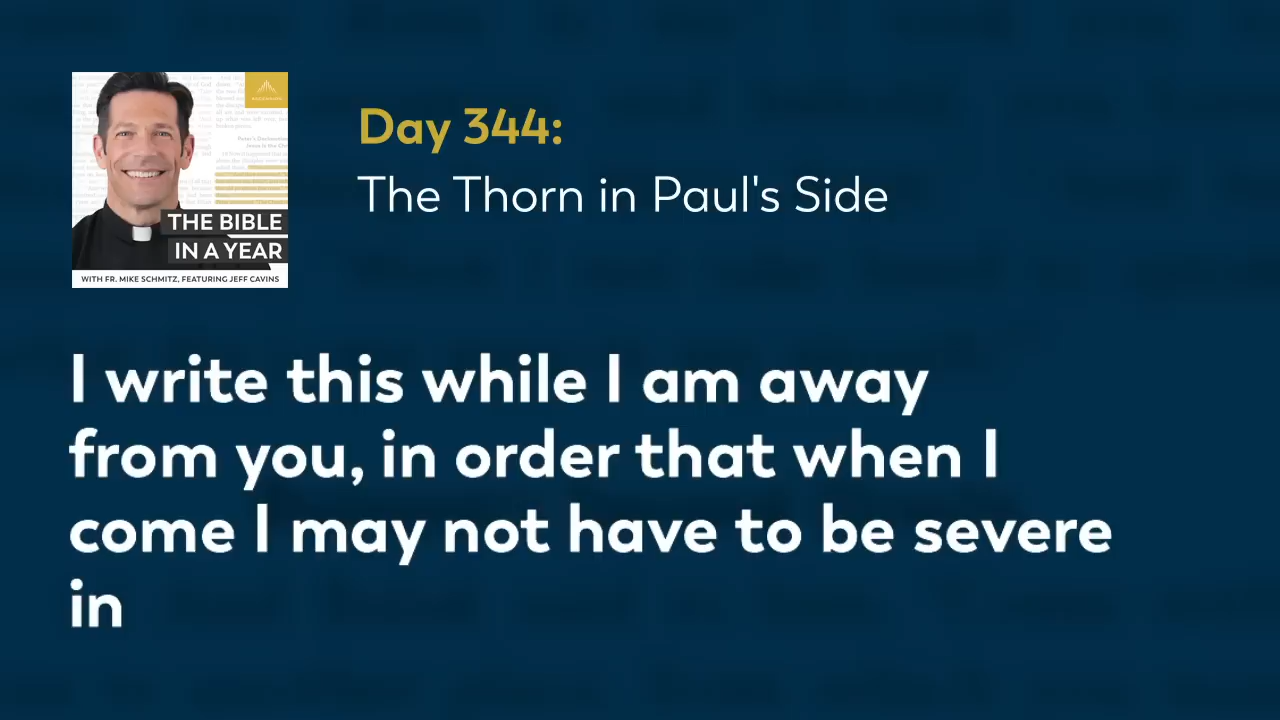 Day 344:
The Thorn in Paul's Side
THE BIBLE
IN A YEAR
WITH FR. MIKE SCHMITZ, FEATURING JEFF CAVINS
I write this while I am away
from you, in order that when I
come I may not have to be severe
in